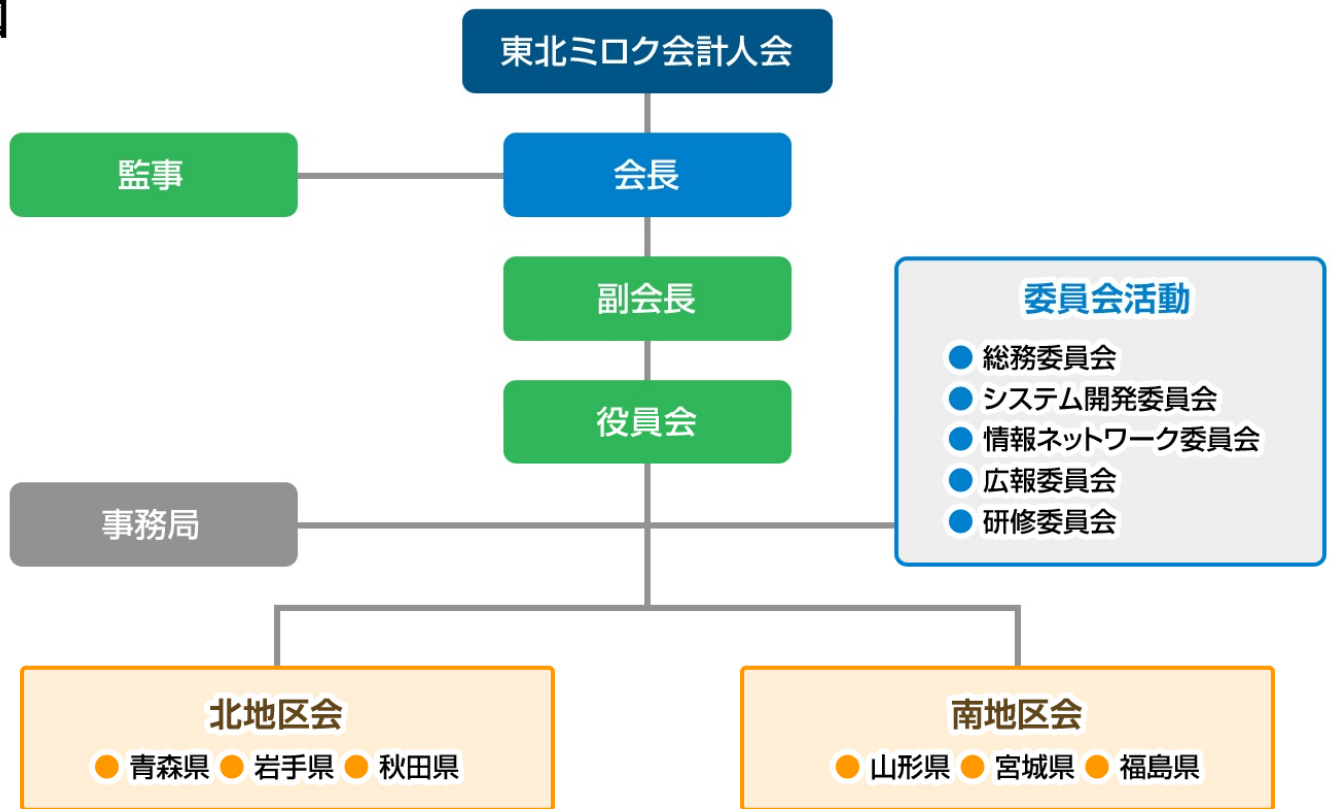 東北ミロク会計人会
監事
会長
副会長
役員会
委員会活動
● 総務委員会
● システム開発委員会
● 情報ネットワーク委員会
● 広報委員会
● 研修委員会
事務局
北地区会
● 青森県 ● 岩手県 ● 秋田県
南地区会
● 山形県 ● 宮城県 ● 福島県